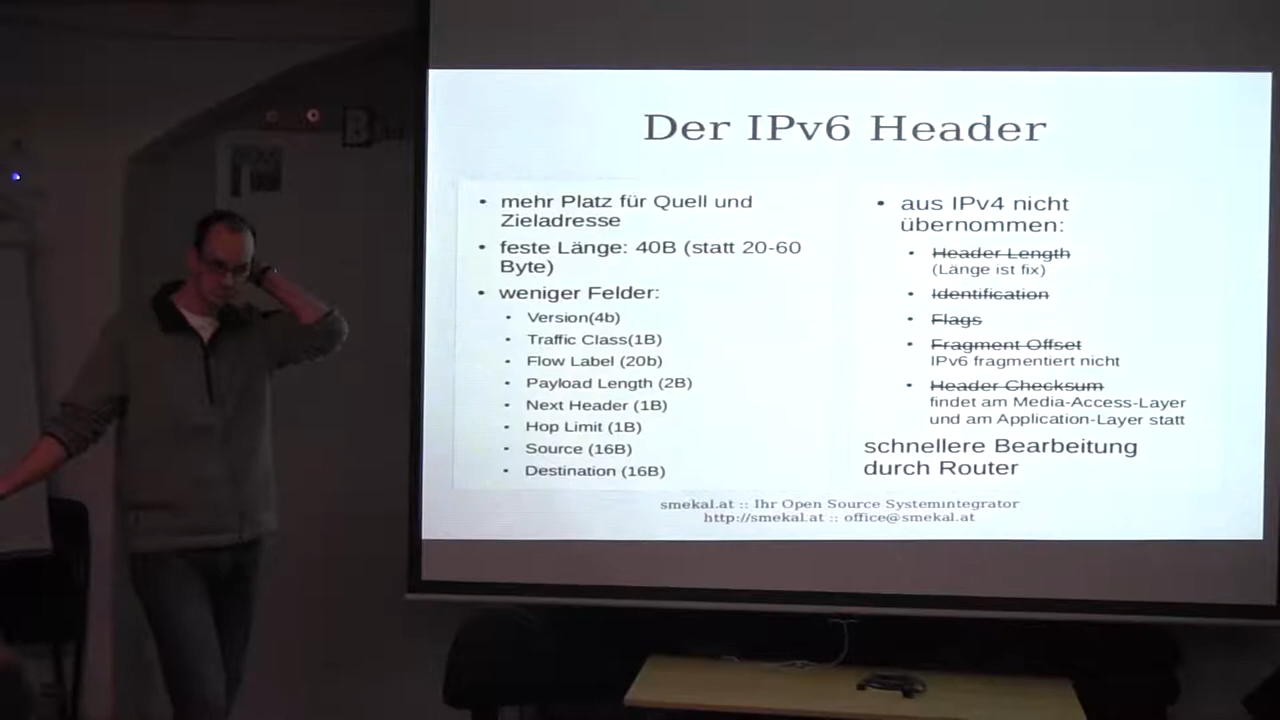 Der IPv6 Header
• mehr Platz für Quell und
Zieladresse
• feste Länge: 40B (statt 20-60
Byte)
• weniger Felder:
• Version(4b)
• Traffic Class(1B)
• Flow Label (20b)
• Payload Length (2B)
• Next Header (1B)
• Hop Limit (1B)
• Source (16B)
• Destination (16B)
• aus IPv4 nicht
übernommen:
• Header Length
(Länge ist fix)
• Identification
• Flags
• Fragment Offset
IPv6 fragmentiert nicht
• Header Checksum
findet am Media-Access-Layer
und am Application-Layer statt
schnellere Bearbeitung
durch Router
smekal.at :: Ihr Open Source Systemintegrator
http://smekal.at :: office@smekal.at